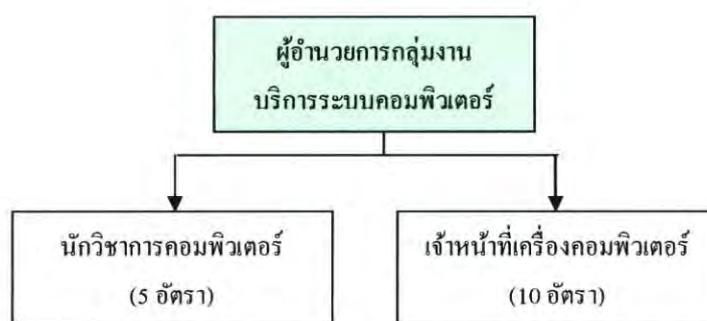 ผู้อำนวยการกลุ่มงาน
บริการระบบคอมพิวเตอร์
นักวิชาการคอมพิวเตอร์
(5 อัตรา)
เจ้าหน้าที่เครื่องคอมพิวเตอร์
(10 อัตรา)